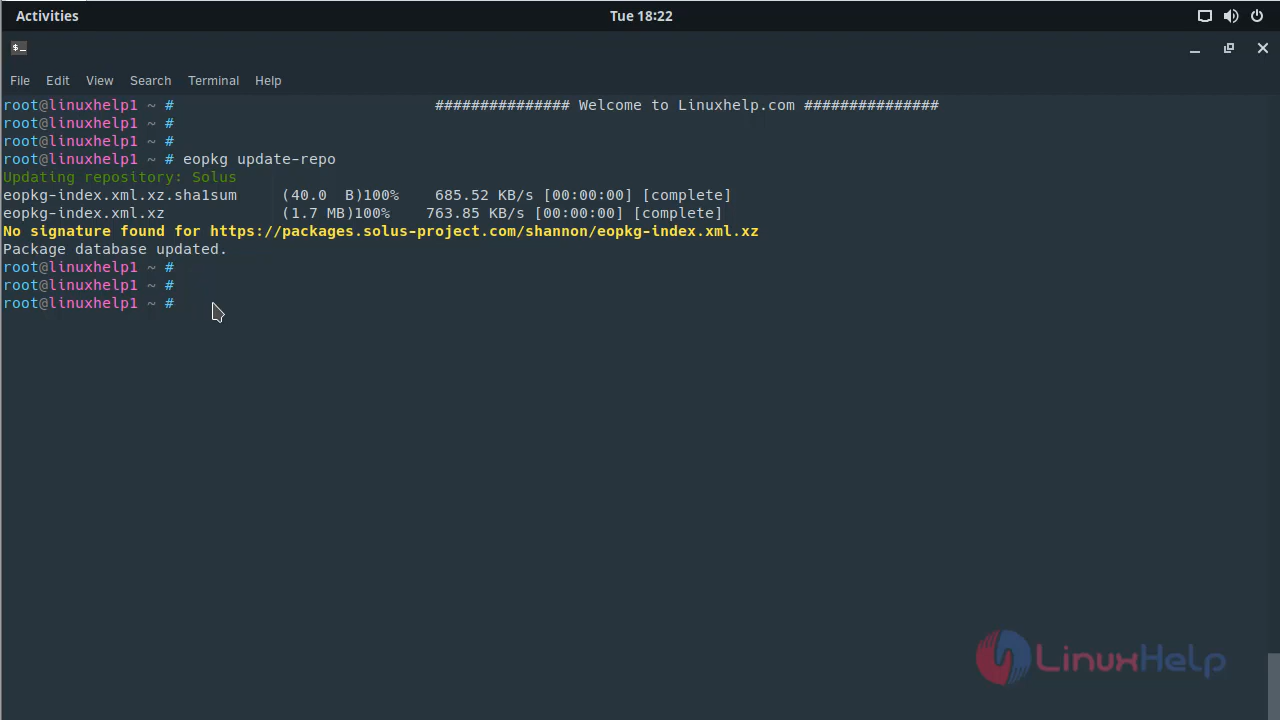 Activities Tue 18:22
$_
File Edit View Search Terminal Help
root@linuxhelp1 ~ # ############### Welcome to Linuxhelp.com ###############
root@linuxhelp1 ~ #
root@linuxhelp1 ~ #
root@linuxhelp1 ~ # eopkg update-repo
Updating repository: Solus
eopkg-index.xml.xz.sha1sum (40.0 B)100% 685.52 KB/s [00:00:00] [complete]
eopkg-index.xml.xz (1.7 MB)100% 763.85 KB/s [00:00:00] [complete]
No signature found for https://packages.solus-project.com/shannon/eopkg-index.xml.xz
Package database updated.
root@linuxhelp1 ~ #
root@linuxhelp1 ~ #
root@linuxhelp1 ~ #
LinuxHelp